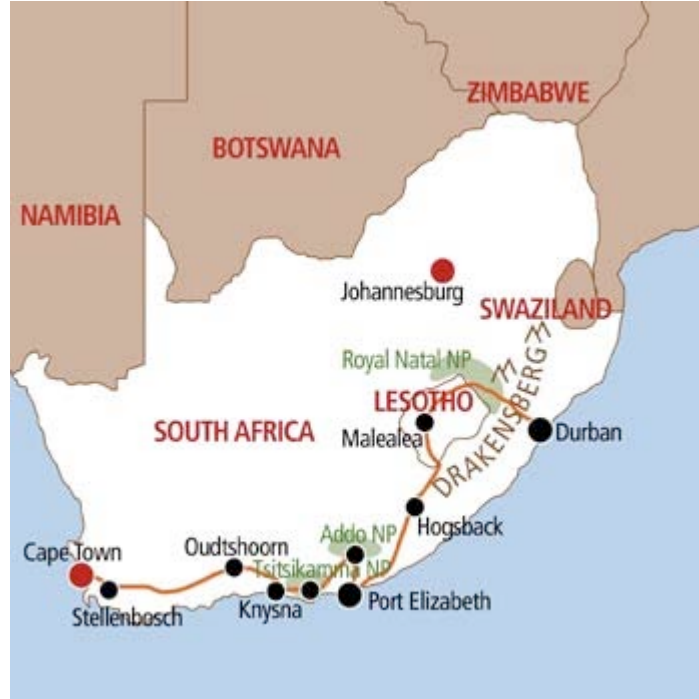 ZIMBABWE
BOTSWANA
NAMIBIA
Johannesburg
SWAZILAND
Royal Natal NP
LESOTHO
DRAKENSBERG
SOUTH AFRICA
Malealea
Durban
Hogsback
Addo NP
Cape Town
Oudtshoorn
Tsitsikamma NP
Stellenbosch
Knysna
Port Elizabeth